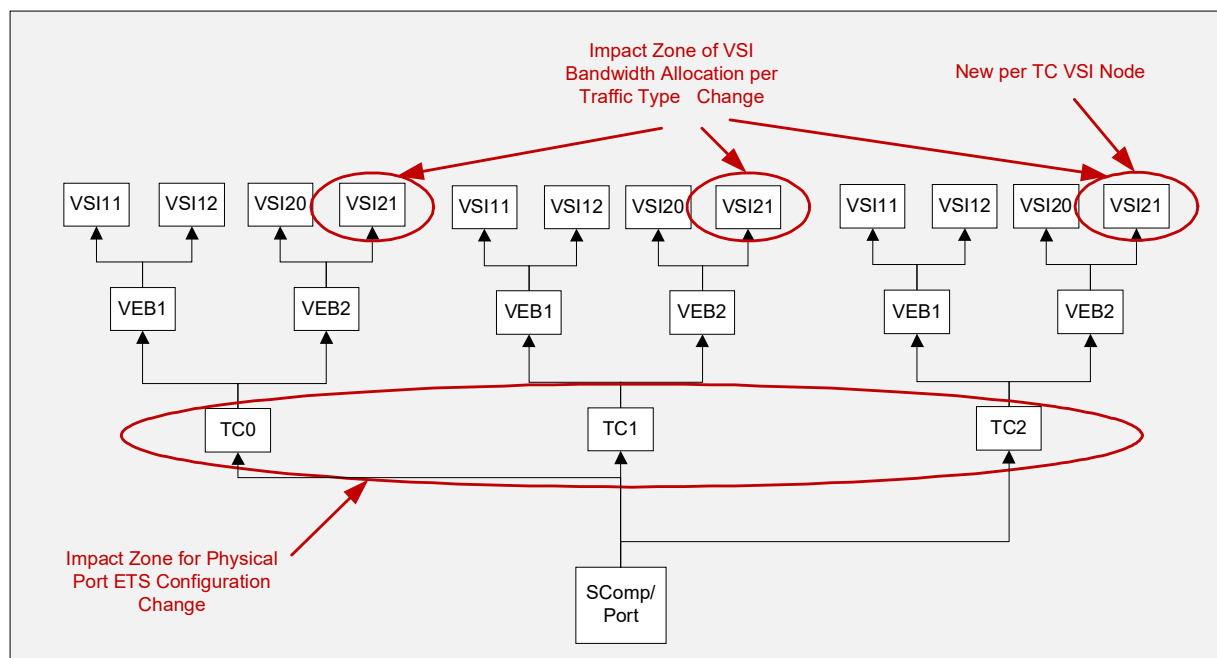 Impact Zone of VSI
Bandwidth Allocation per
Traffic Type Change
New per TC VSI Node
VSI11
VSI12
VSI20
VSI21
VSI11
VSI12
VSI20
VSI21
VSI11
VSI12
VSI20
VSI21
VEB1
VEB2
VEB1
VEB2
VEB1
VEB2
TC0
TC1
TC2
Impact Zone for Physical
Port ETS Configuration
Change
SComp/
Port